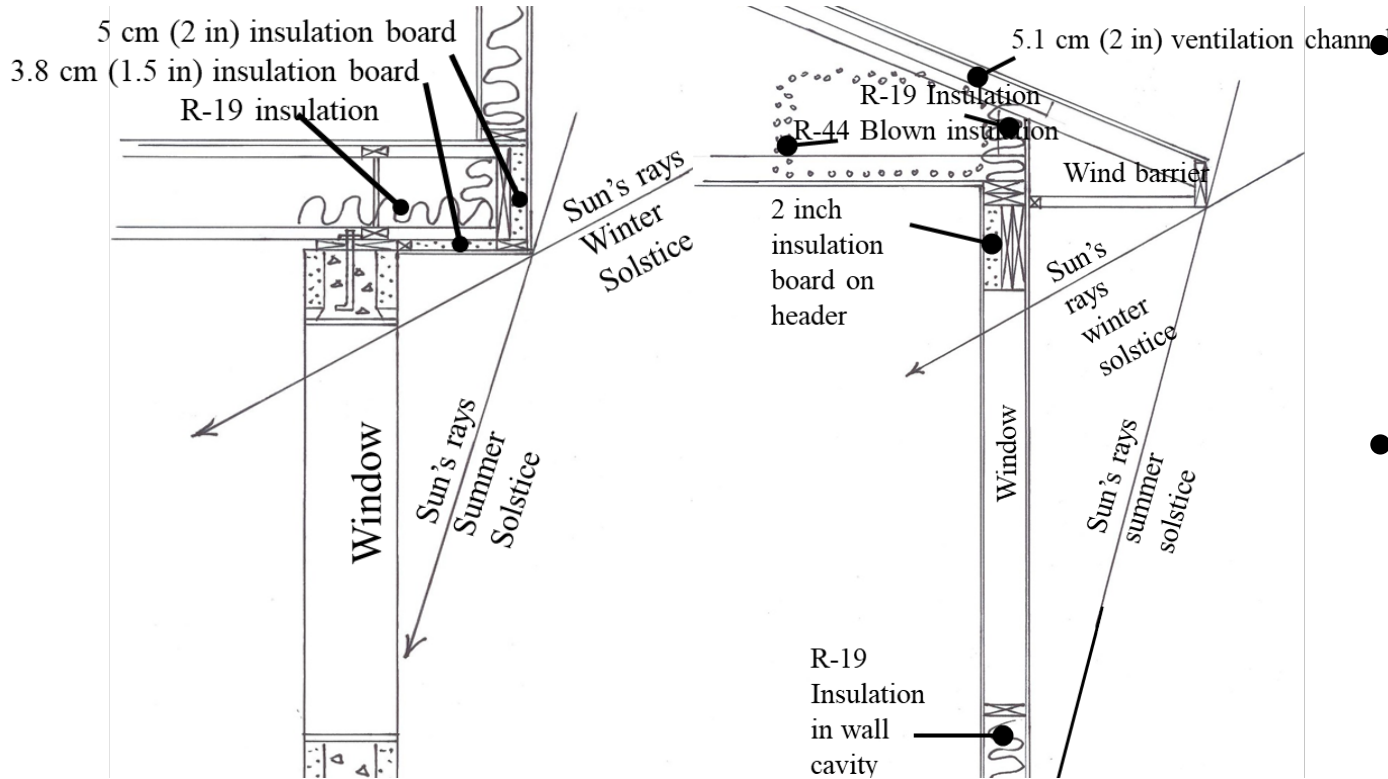 5 cm (2 in) insulation board
3.8 cm (1.5 in) insulation board
R-19 insulation
Sun's rays
Winter
Solstice
Window
Sun's rays
Summer
Solstice
5.1 cm (2 in) ventilation channel
R-19 Insulation
R-44 Blown insulation
Wind barrier
2 inch
insulation
board on
header
Sun's
rays
winter
solstice
Window
Sun's rays
summer
solstice
R-19
Insulation
in wall
cavity